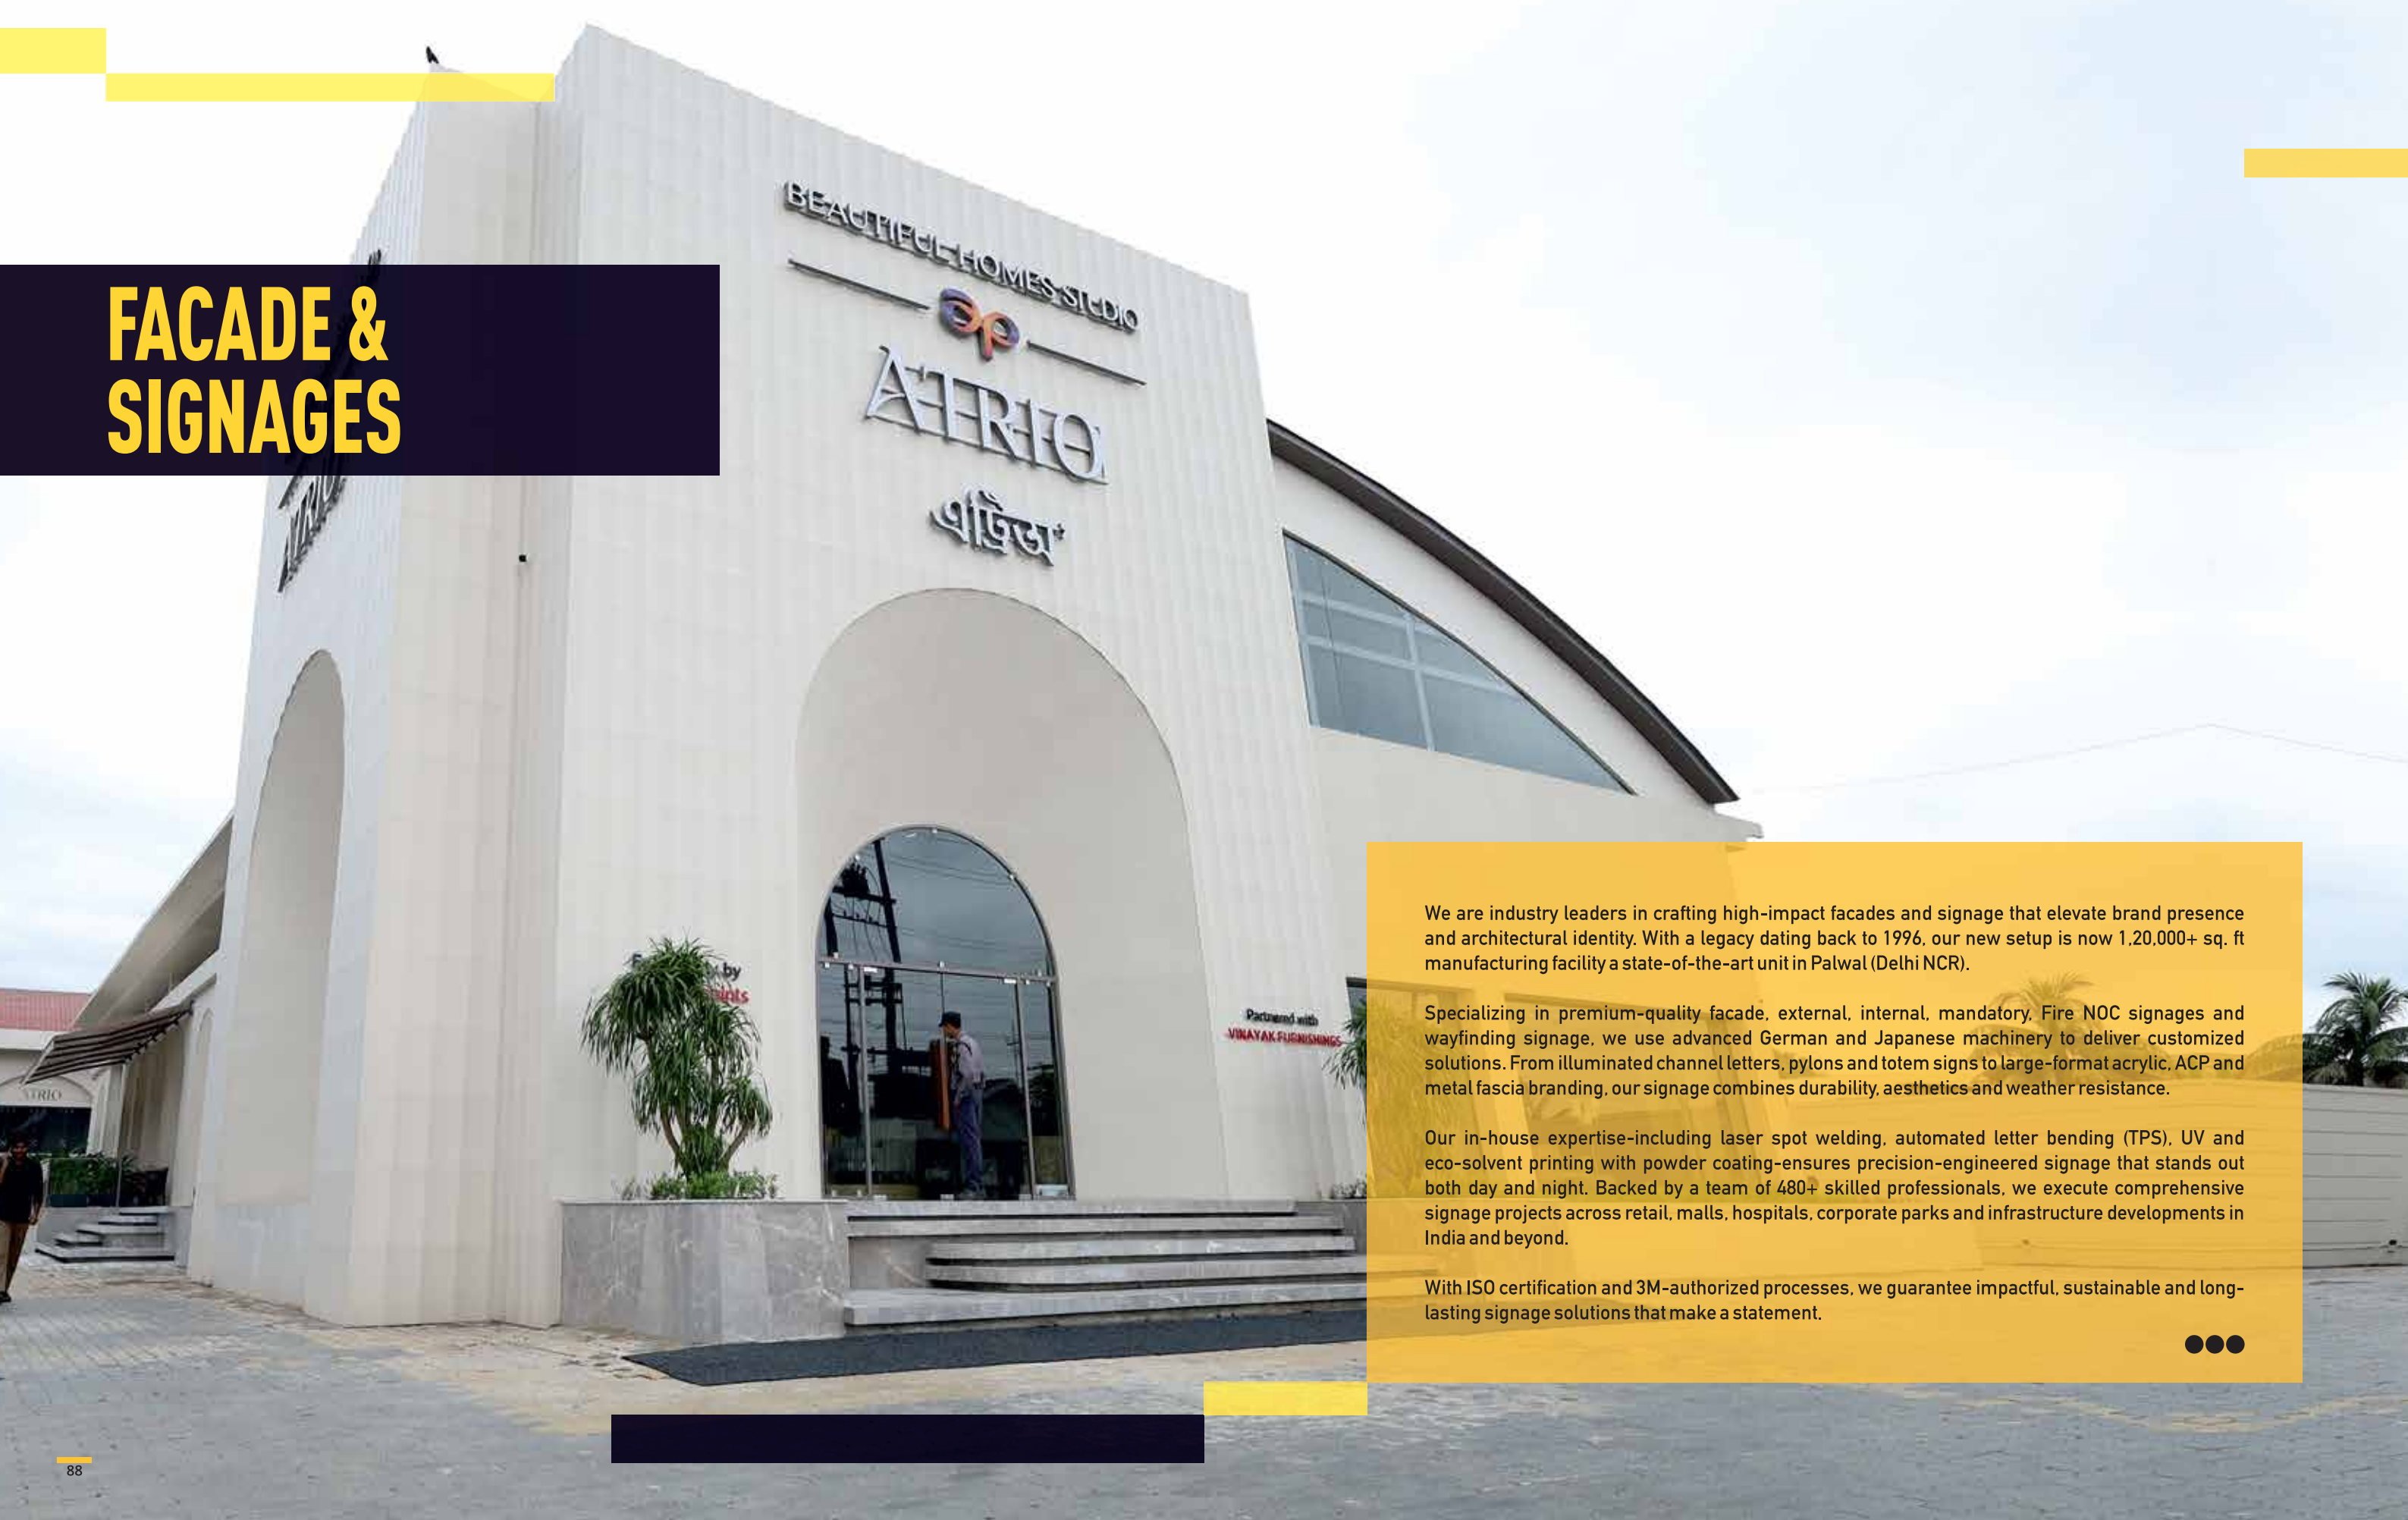 FACADE &
SIGNAGES
BEAUTIFUL HOMES STUDIO
ap
ATRIO
এট্ৰিঅ'
ATRIO
by
Partnered with
VINAYAK FURNISHINGS
ATRIO
We are industry leaders in crafting high-impact facades and signage that elevate brand presence
and architectural identity. With a legacy dating back to 1996, our new setup is now 1,20,000+ sq. ft
manufacturing facility a state-of-the-art unit in Palwal (Delhi NCR).
Specializing in premium-quality facade, external, internal, mandatory, Fire NOC signages and
wayfinding signage, we use advanced German and Japanese machinery to deliver customized
solutions. From illuminated channel letters, pylons and totem signs to large-format acrylic, ACP and
metal fascia branding, our signage combines durability, aesthetics and weather resistance.
Our in-house expertise-including laser spot welding, automated letter bending (TPS), UV and
eco-solvent printing with powder coating-ensures precision-engineered signage that stands out
both day and night. Backed by a team of 480+ skilled professionals, we execute comprehensive
signage projects across retail, malls, hospitals, corporate parks and infrastructure developments in
India and beyond.
With ISO certification and 3M-authorized processes, we guarantee impactful, sustainable and long-
lasting signage solutions that make a statement.
88